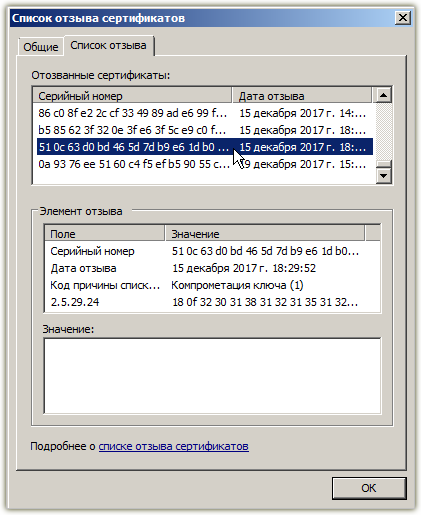 Список отзыва сертификатов
Общие Список отзыва
Отозванные сертификаты:
Серийный номер Дата отзыва
86 c0 8f e2 2c cf 33 49 89 ad e6 99 f... 15 декабря 2017 г. 14:...
b5 85 62 3f 32 0e 3f e6 3f 5c e9 c0 f... 15 декабря 2017 г. 18:...
51 0c 63 d0 bd 46 5d 7d b9 e6 1d b0 ... 15 декабря 2017 г. 18:...
0a 93 76 ee 51 60 c4 f5 ef b5 90 55 c... 19 декабря 2017 г. 15:...
Элемент отзыва
Поле Значение
Серийный номер 51 0c 63 d0 bd 46 5d 7d b9 e6 1d b0...
Дата отзыва 15 декабря 2017 г. 18:29:52
Код причины списк... Компрометация ключа (1)
2.5.29.24 18 0f 32 30 31 38 31 32 31 35 31 32...
Значение:
Подробнее о списке отзыва сертификатов
OK